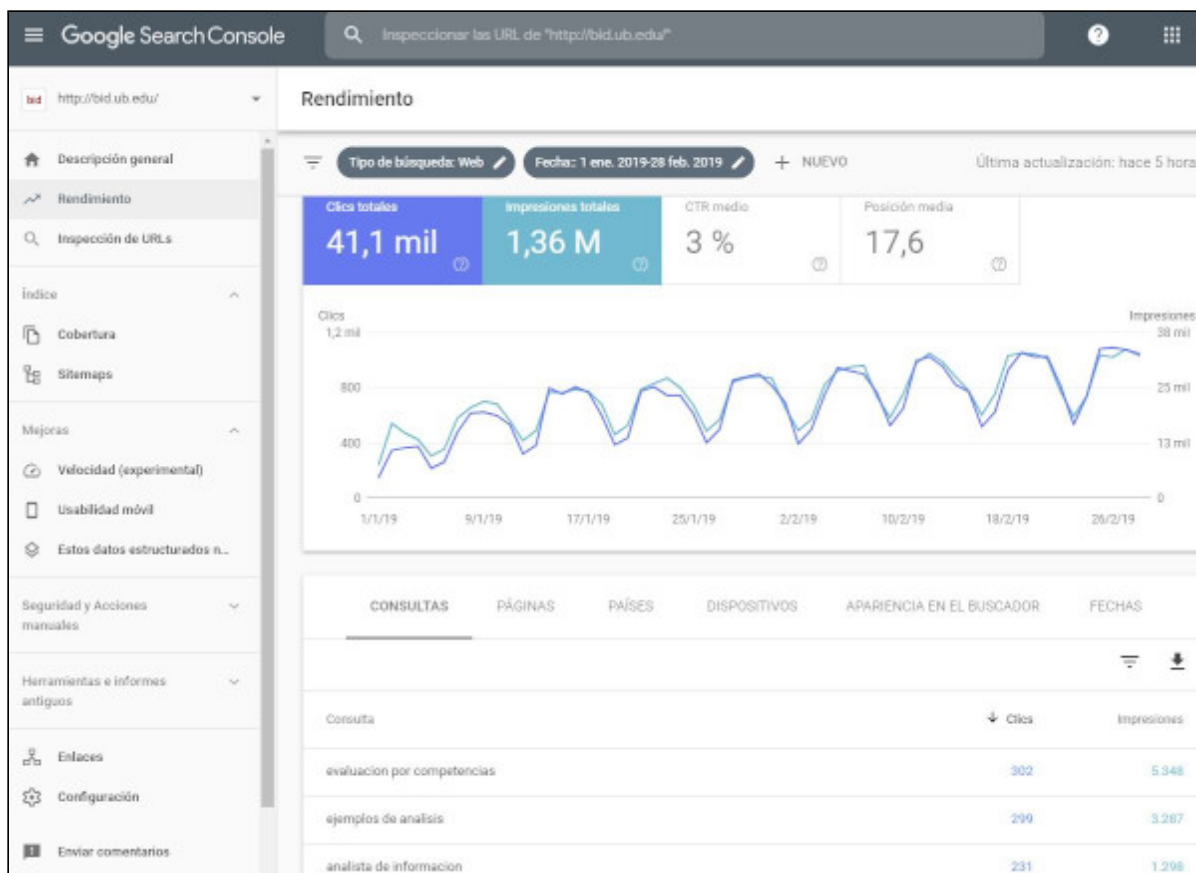 Google Search Console
Inspeccionar las URL de "http://bid.ub.edu/"
bid
http://bid.ub.edu/
Descripción general
Rendimiento
Inspección de URLs
Índice
Cobertura
Sitemaps
Mejoras
Velocidad (experimental)
Usabilidad móvil
Estos datos estructurados n...
Seguridad y Acciones
manuales
Herramientas e informes
antiguos
Enlaces
Configuración
Enviar comentarios
Rendimiento
Tipo de búsqueda: Web
Fecha:: 1 ene. 2019-28 feb. 2019
+ NUEVO
Última actualización: hace 5 hora
Clics totales
41,1 mil
Impresiones totales
1,36 M
CTR medio
3 %
Posición media
17,6
Clics
Impresiones
1,2 mil
38 mil
800
25 mil
400
13 mil
0
0
1/1/19 9/1/19 17/1/19 25/1/19 2/2/19 10/2/19 18/2/19 26/2/19
CONSULTAS PÁGINAS PAÍSES DISPOSITIVOS APARIENCIA EN EL BUSCADOR FECHAS
Consulta Clics Impresiones
evaluacion por competencias 302 5.348
ejemplos de analisis 299 3.287
analista de informacion 231 1.298